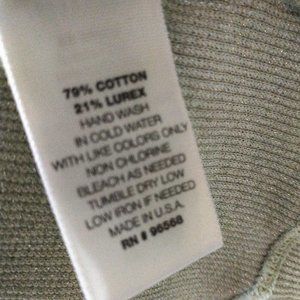 79% COTTON
21% LUREX
HAND WASH
IN COLD WATER
WITH LIKE COLORS ONLY
NON CHLORINE
BLEACH AS NEEDED
TUMBLE DRY LOW
LOW IRON IF NEEDED
MADE IN U.S.A.
RN # 96568